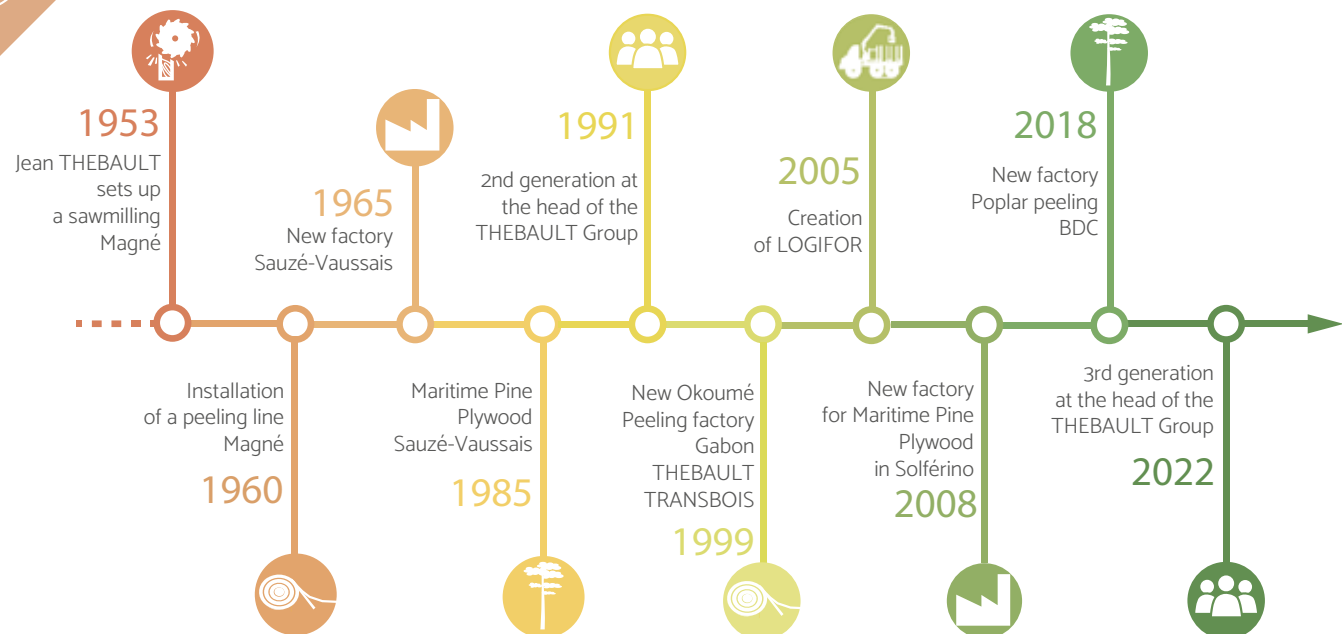 1953
Jean THEBAULT
sets up
a sawmilling
Magné
Installation
of a peeling line
Magné
1960
1965
New factory
Sauzé-Vaussais
Maritime Pine
Plywood
Sauzé-Vaussais
1985
1991
2nd generation at
the head of the
THEBAULT Group
New Okoumé
Peeling factory
Gabon
THEBAULT
TRANSBOIS
1999
2005
Creation
of LOGIFOR
New factory
for Maritime Pine
Plywood
in Solférino
2008
2018
New factory
Poplar peeling
BDC
3rd generation
at the head of the
THEBAULT Group
2022